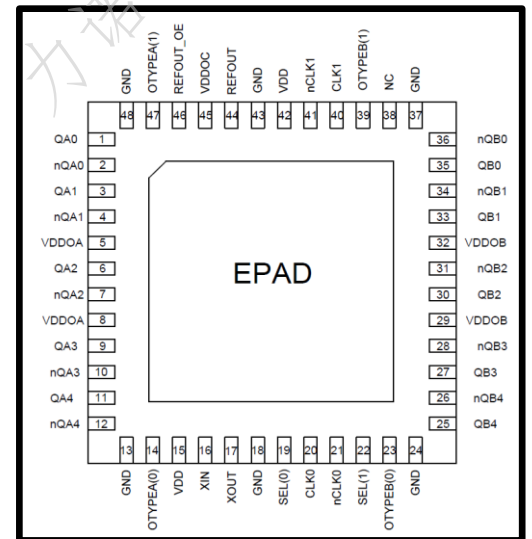 力诺
GND OTYPEA(1) REFOUT_OE VDDOC REFOUT GND VDD nCLK1 CLK1 OTYPEB(1) NC GND
48 47 46 45 44 43 42 41 40 39 38 37
QA0 1 36 nQB0
nQA0 2 35 QB0
QA1 3 34 nQB1
nQA1 4 33 QB1
VDDOA 5 32 VDDOB
QA2 6 31 nQB2
EPAD
nQA2 7 30 QB2
VDDOA 8 29 VDDOB
QA3 9 28 nQB3
nQA3 10 27 QB3
QA4 11 26 nQB4
nQA4 12 25 QB4
13 14 15 16 17 18 19 20 21 22 23 24
GND OTYPEA(0) VDD XIN XOUT GND SEL(0) CLK0 nCLK0 SEL(1) OTYPEB(0) GND